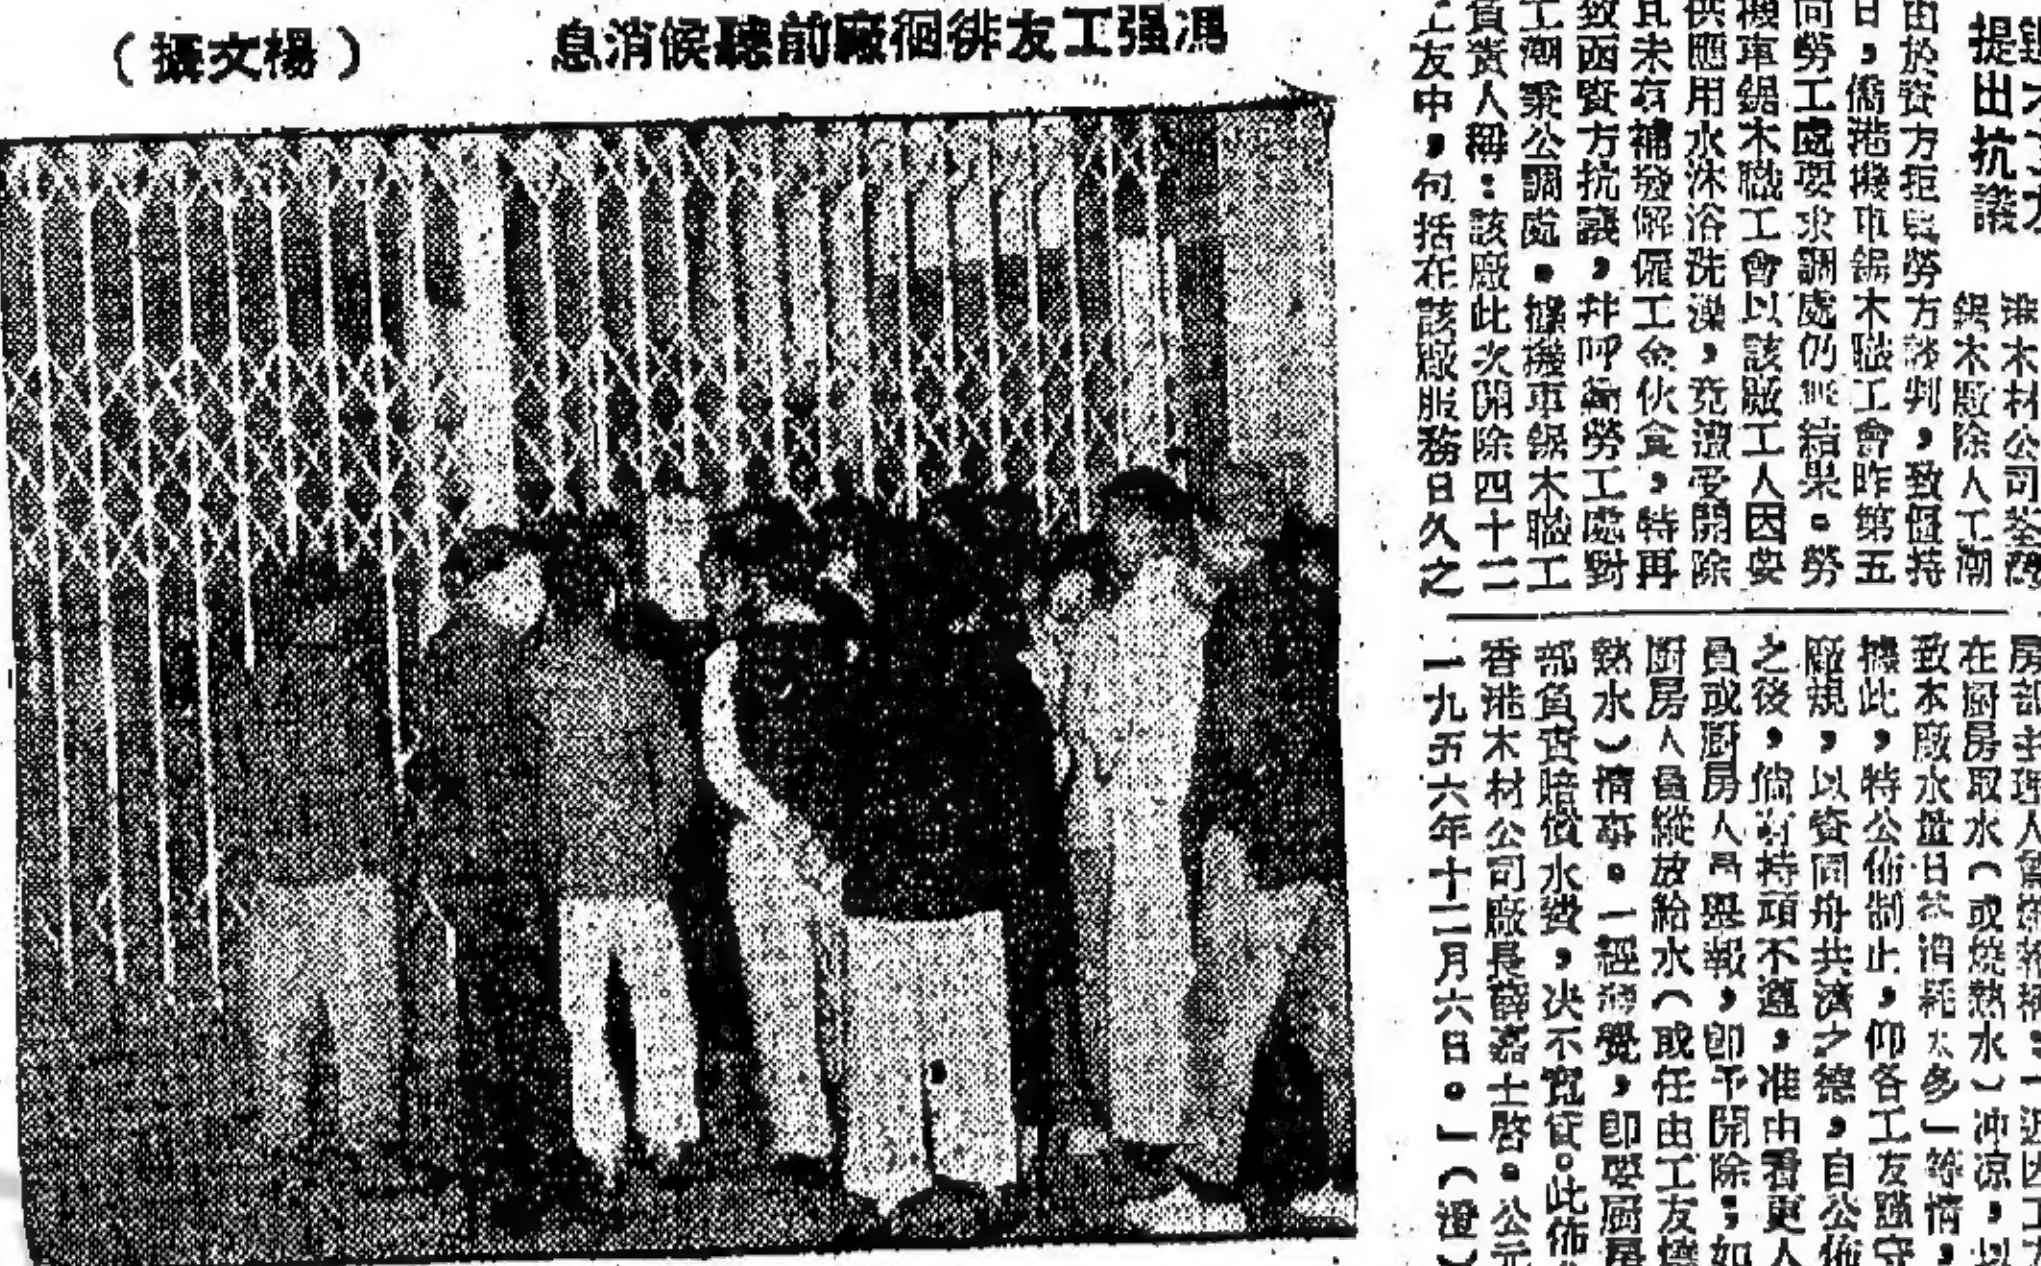 馮强工友徘徊廠前聽候消息
（楊文攝）
提出抗議
港木材公司荃灣
鋸木廠除人工潮
由於資方拒與勞方談判，致僵持
日，僑港機車鋸木職工會昨第五
向勞工處要求調處仍無結果。勞
機車鋸木職工會以該廠工人因要
供應用水沐浴洗澡，竟遭受開除
且未有補發解僱工金伙食，特再
致函資方抗議，并呼籲勞工處對
工潮秉公調處。據機車鋸木職工
負責人稱：該廠此次開除四十二
工友中，包括在該廠服務日久之
房部主理人
在廚房取水（或燒熱水）冲凉，以
致本廠水量日益消耗太多」等情，
據此，特公佈制止，仰各工友遵守
廠規，以資同舟共濟之德，自公佈
之後，倘有持頑不遵，准由看更人
員或廚房人員舉報，即予開除；如
廚房人員縱放給水（或任由工友燒
熱水）情事。一經發覺，即要廚房
部負責賠償水費，决不寬貸。此佈
香港木材公司廠長薛嘉士啓。公元
一九五六年十二月六日。」（澄）